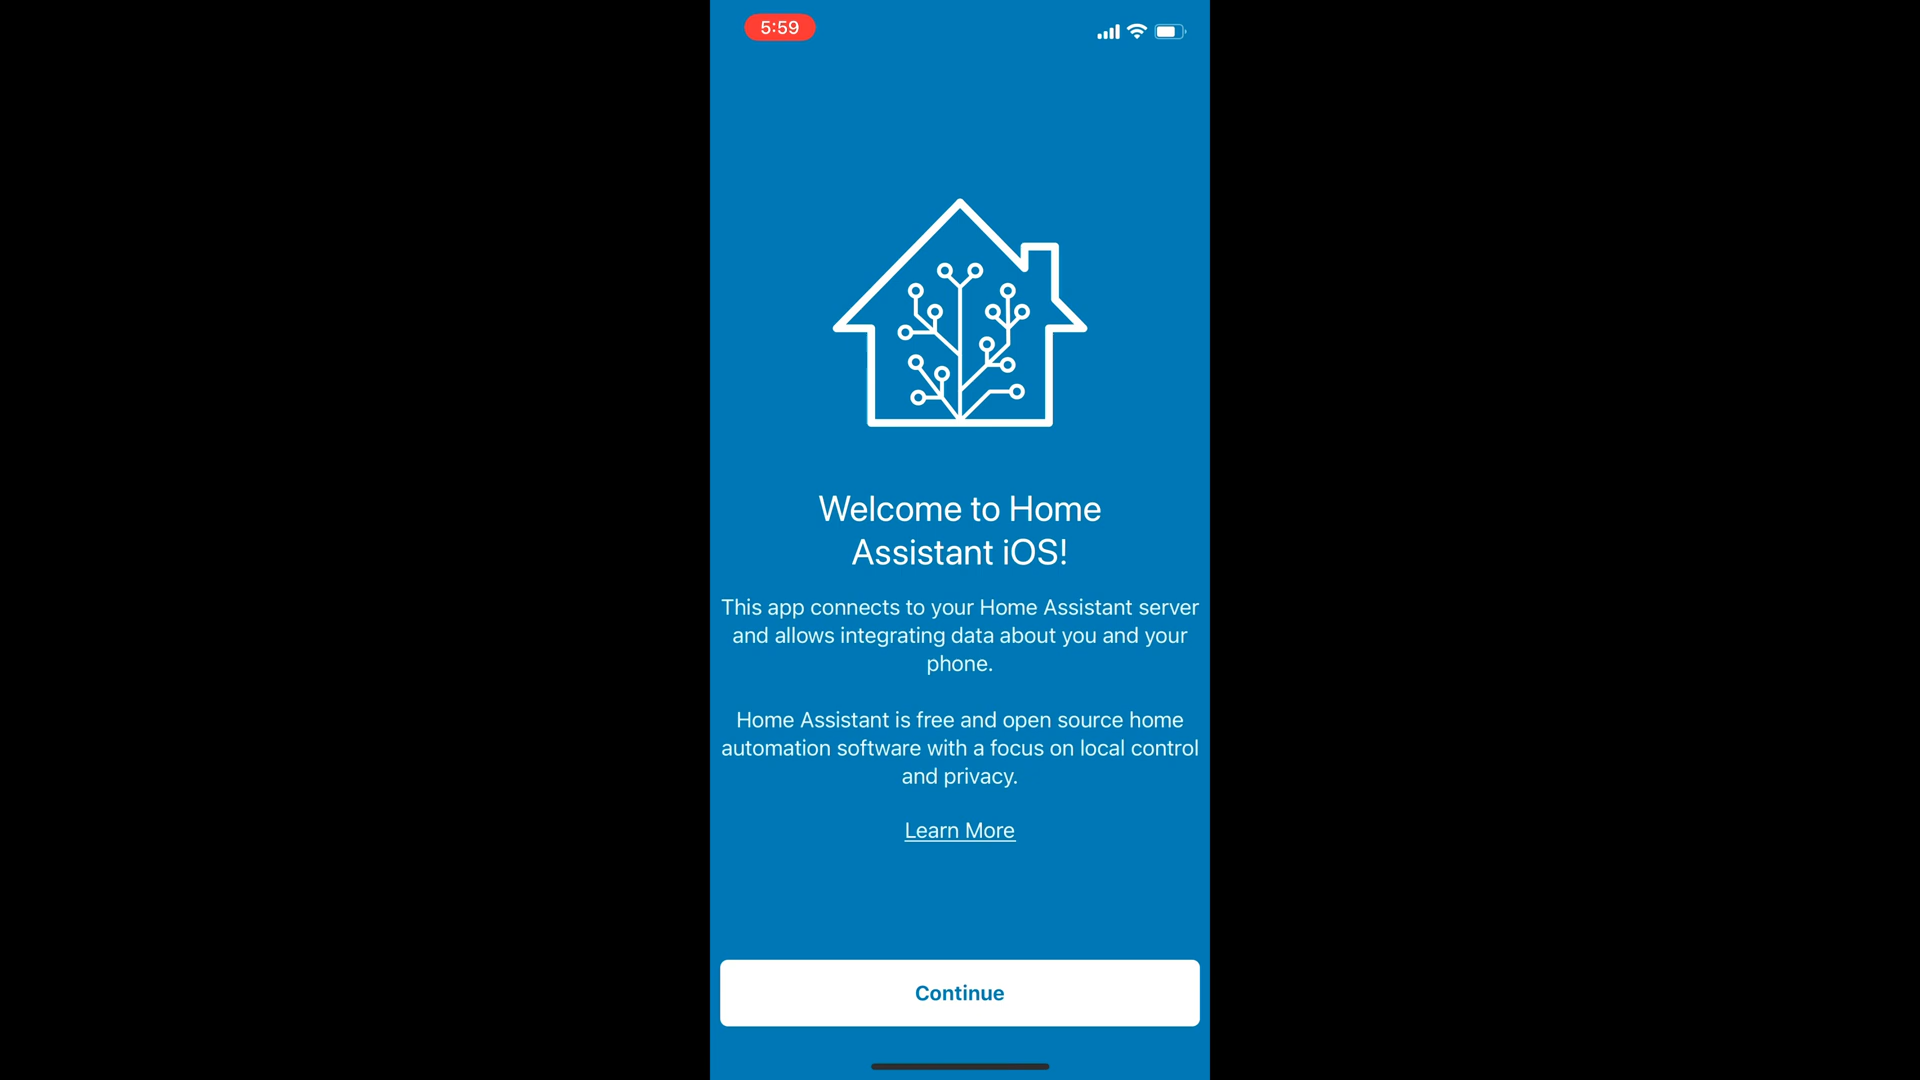 5:59
Welcome to Home
Assistant iOS!
This app connects to your Home Assistant server
and allows integrating data about you and your
phone.
Home Assistant is free and open source home
automation software with a focus on local control
and privacy.
Learn More
Continue